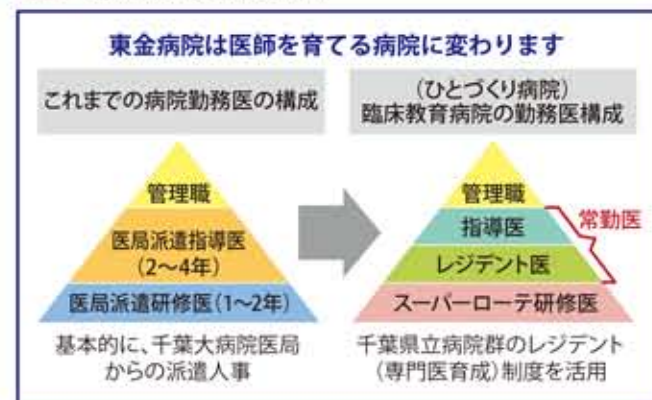 東金病院は医師を育てる病院に変わります
これまでの病院勤務医の構成
管理職
医局派遣指導医
(2〜4年)
医局派遣研修医(1〜2年)
基本的に、千葉大病院医局
からの派遣人事
(ひとづくり病院)
臨床教育病院の勤務医構成
管理職
指導医
レジデント医
スーパーローテ研修医
常勤医
千葉県立病院群のレジデント
(専門医育成)制度を活用